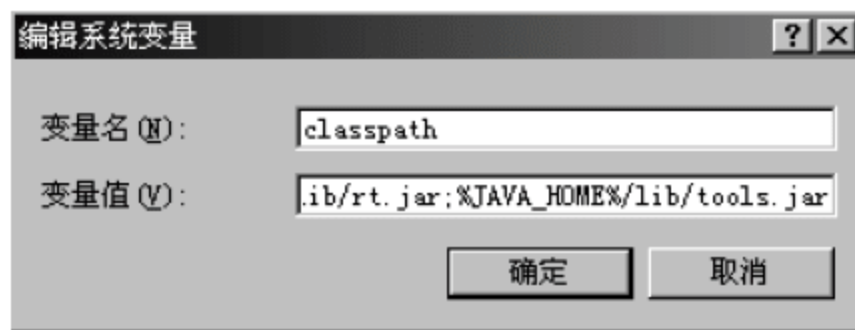 编辑系统变量
变量名(N):
classpath
变量值(V):
.ib/rt.jar;%JAVA_HOME%/lib/tools.jar
确定
取消